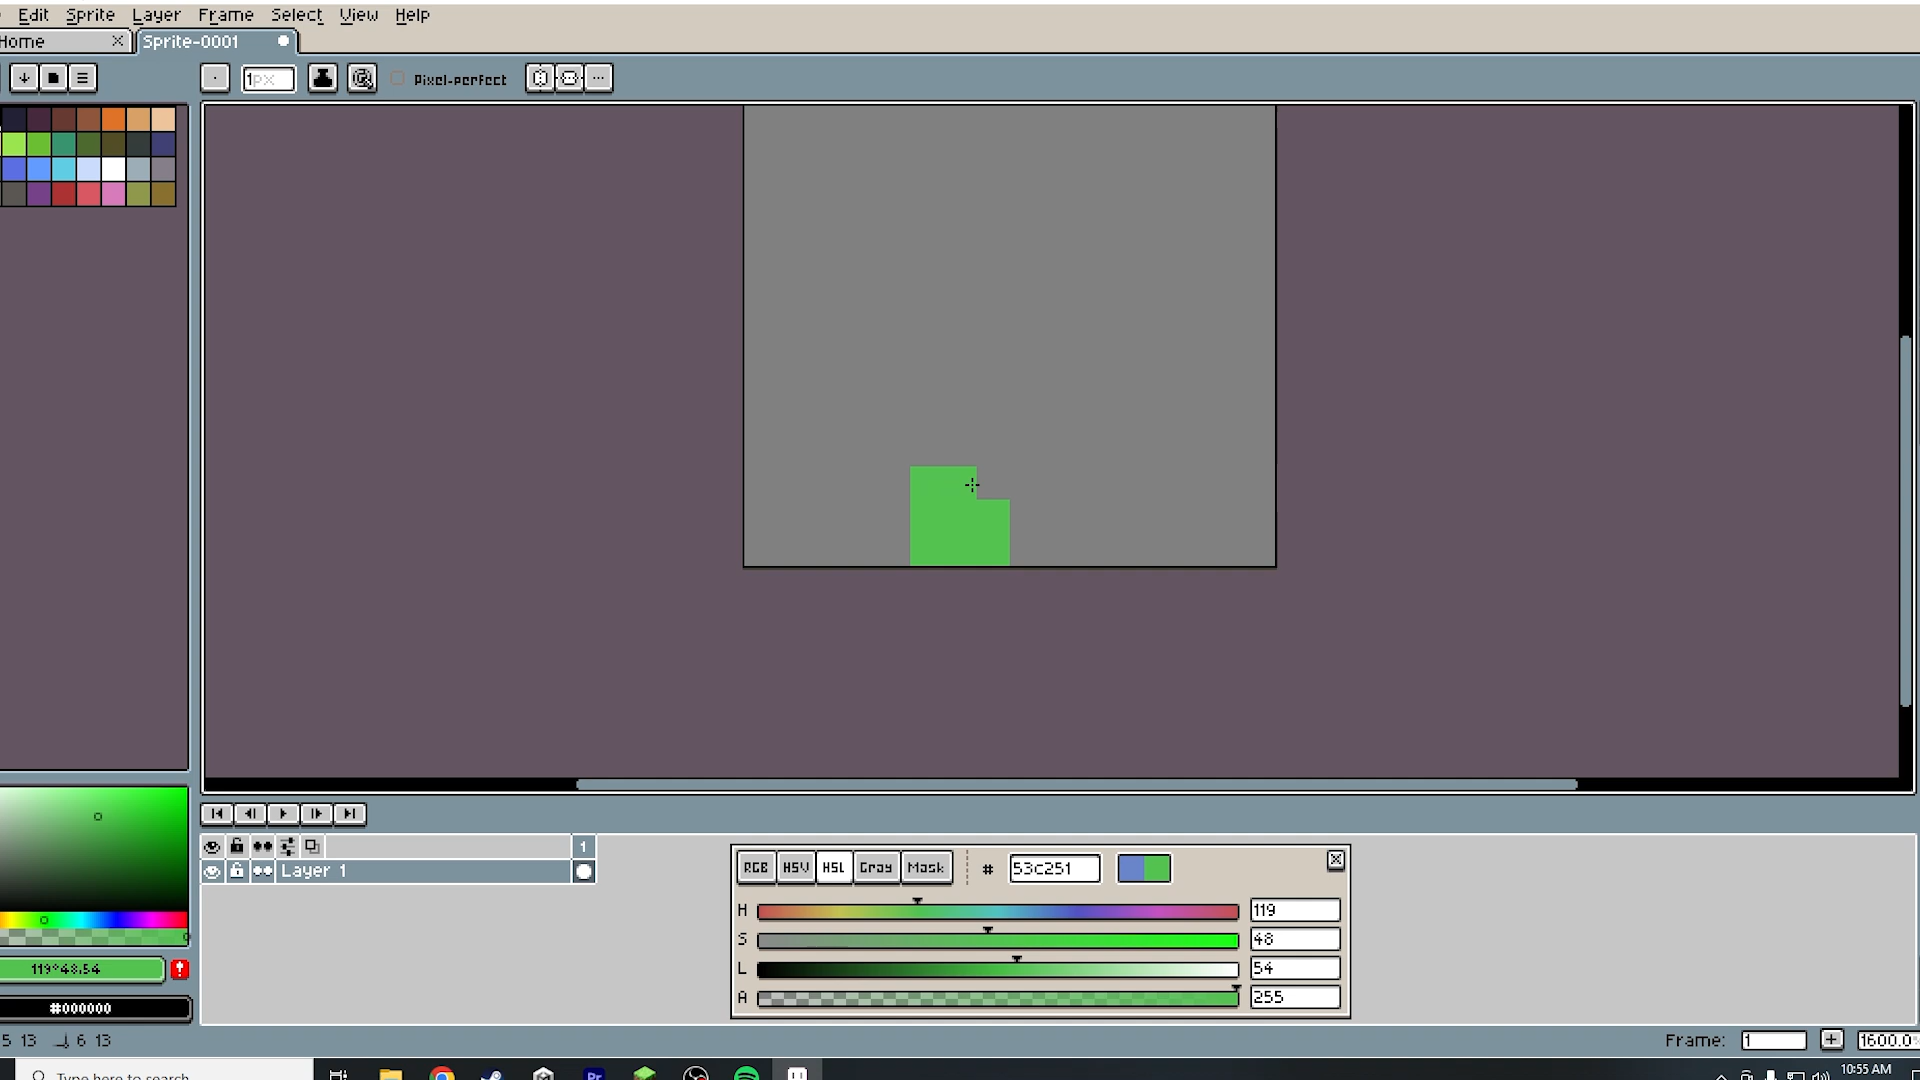 Edit Sprite Layer Frame Select View Help
Home Sprite-0001
1px Pixel-perfect
1
Layer 1
RGB HSV HSL Gray Mask # 53c251
H 119
S 48
L 54
A 255
119°48.54
#000000
5 13 6 13
Frame: 1 + 1600.0
Type here to search
Pr
10:55 AM